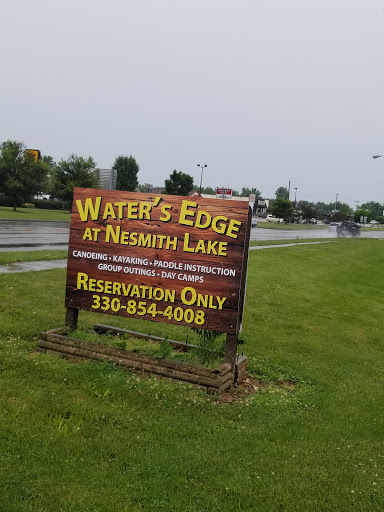 WATER'S EDGE
AT NESMITH LAKE
CANOEING • KAYAKING • PADDLE INSTRUCTION
GROUP OUTINGS • DAY CAMPS
RESERVATION ONLY
330-854-4008